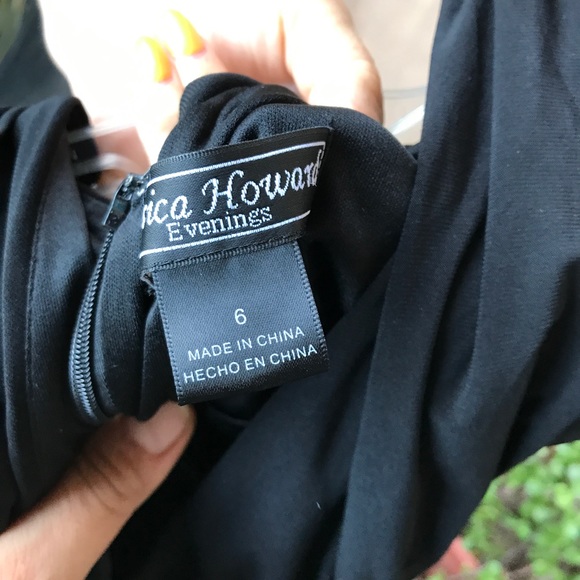 ica Howard
Evenings
6
MADE IN CHINA
HECHO EN CHINA